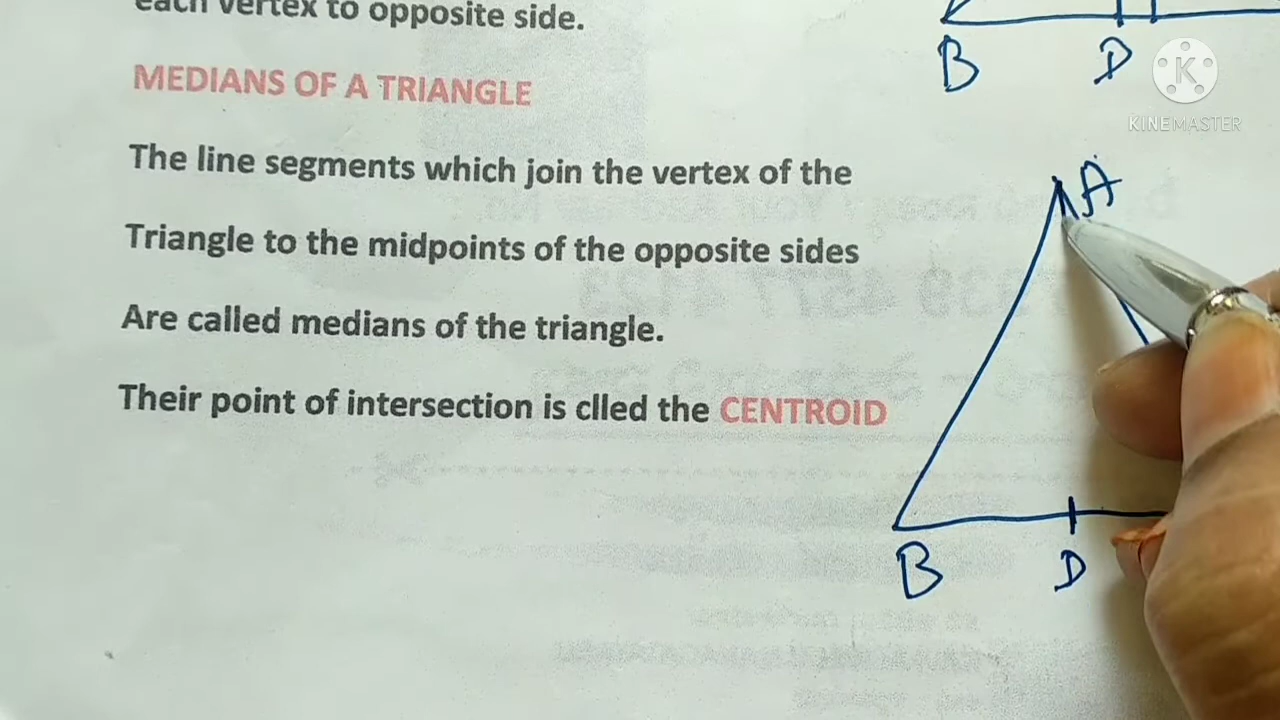 each vertex to opposite side.
MEDIANS OF A TRIANGLE
The line segments which join the vertex of the
Triangle to the midpoints of the opposite sides
Are called medians of the triangle.
Their point of intersection is clled the CENTROID
B D
K
KINEMASTER
A
B D